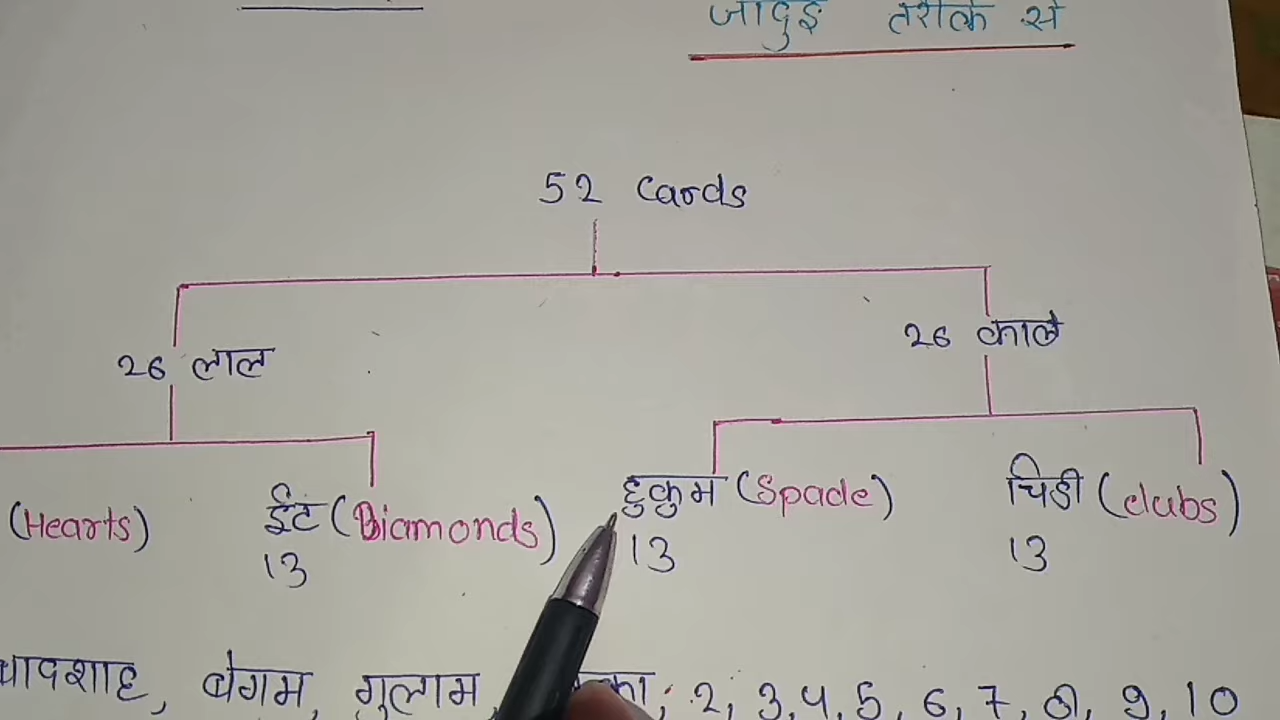 जादुई तरीके से
52 Cards
26 लाल
26 काले
(Hearts) ईंट (Diamonds) हुकुम (Spade) चिडी (clubs)
13 13 13
बेगम, गुलाम, 2, 3, 4, 5, 6, 7, 8, 9, 10